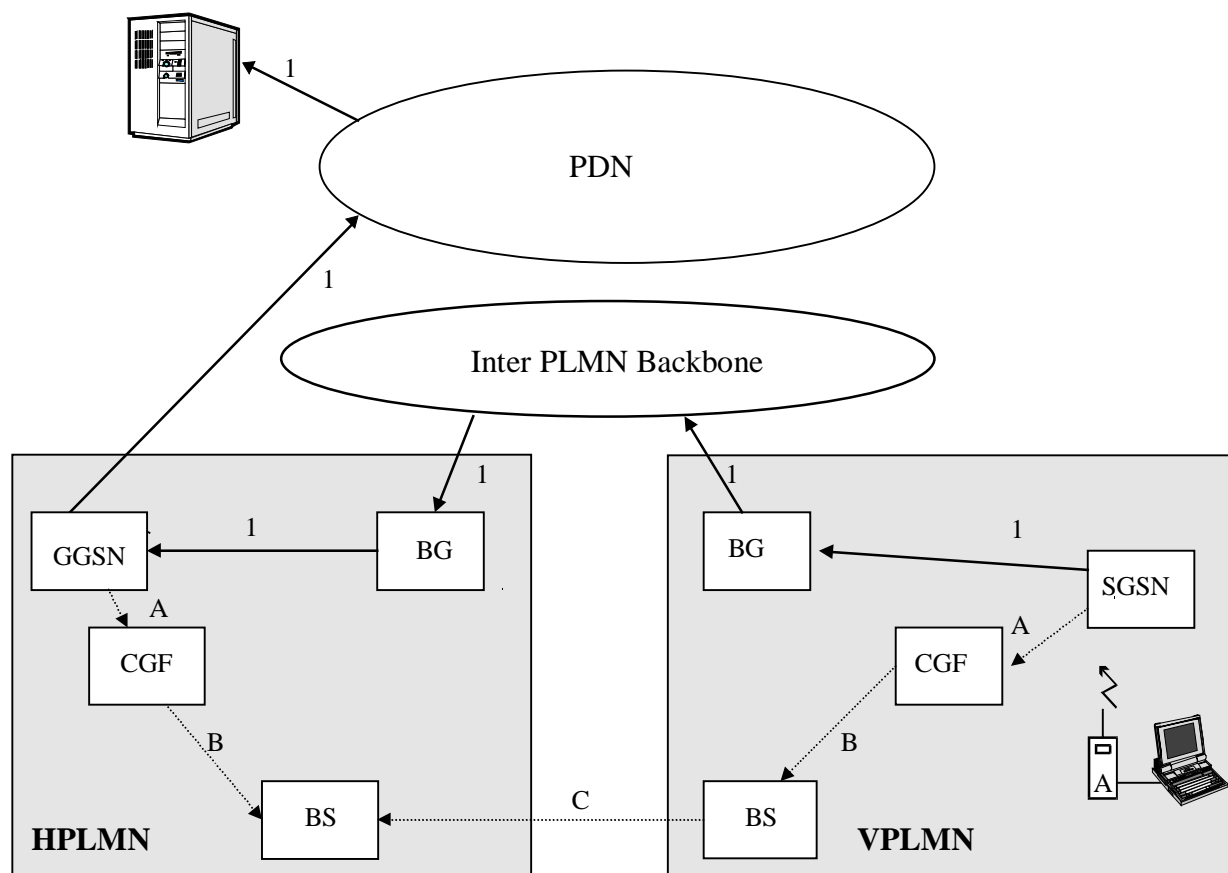 1
PDN
1
Inter PLMN Backbone
1
1
GGSN
1
BG
BG
1
SGSN
A
CGF
A
CGF
B
B
A
BS
C
BS
HPLMN
VPLMN